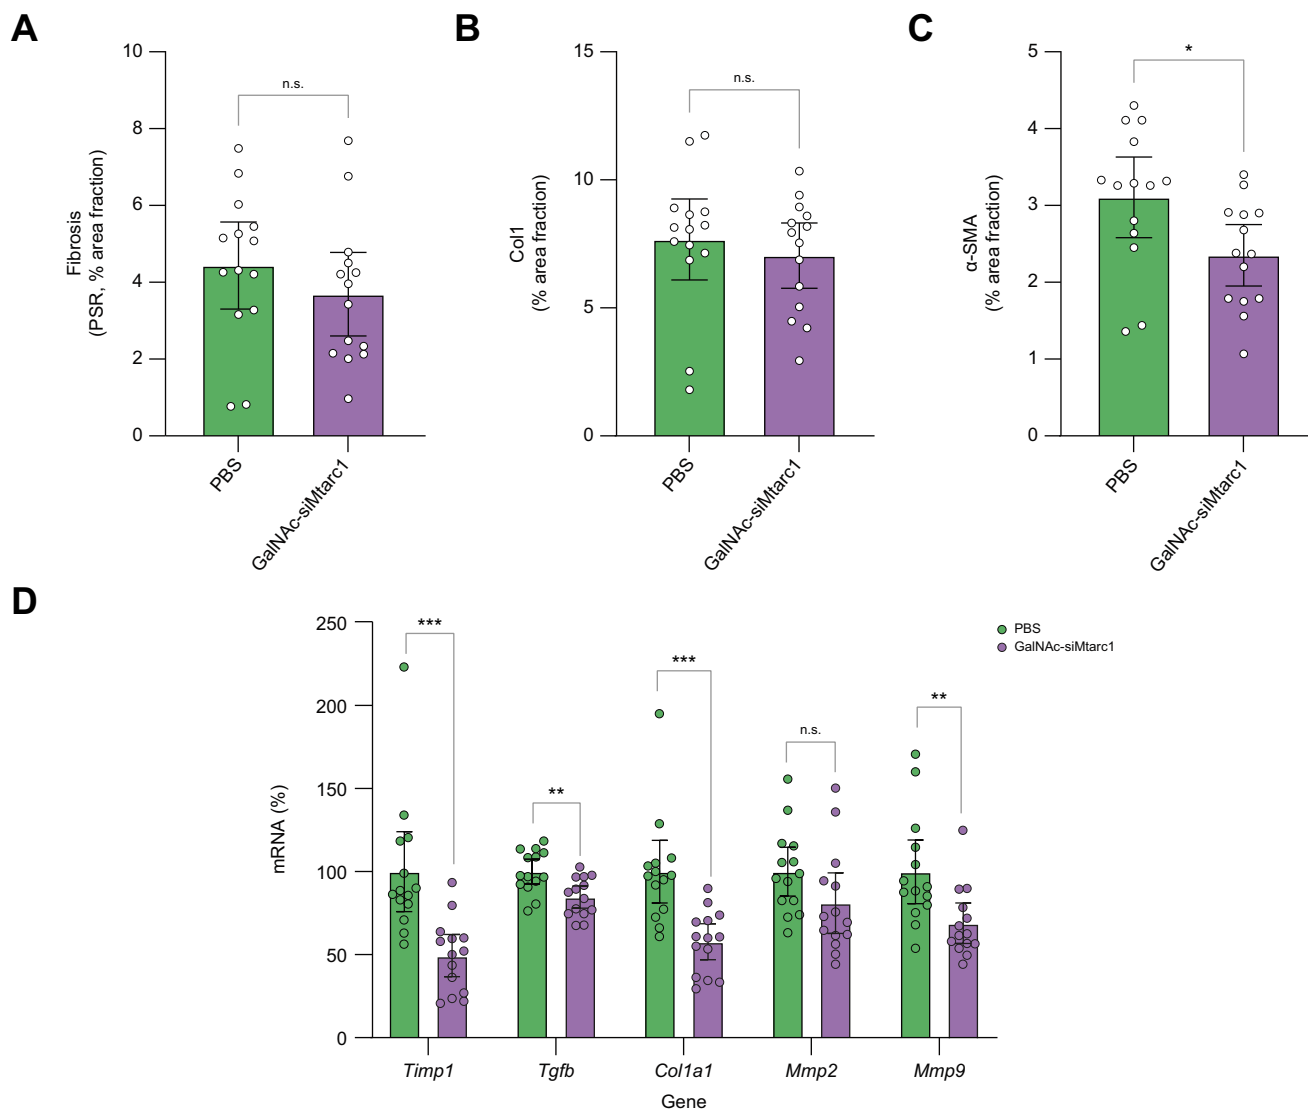 A
B
C
10
8
6
4
2
0
Fibrosis
(PSR, % area fraction)
n.s.
PBS
GalNAc-siMtarc1
15
10
5
0
Col1
(% area fraction)
n.s.
PBS
GalNAc-siMtarc1
5
4
3
2
1
0
α-SMA
(% area fraction)
*
PBS
GalNAc-siMtarc1
D
250
200
150
100
50
0
mRNA (%)
***
**
***
n.s.
**
PBS
GalNAc-siMtarc1
Timp1
Tgfb
Col1a1
Mmp2
Mmp9
Gene